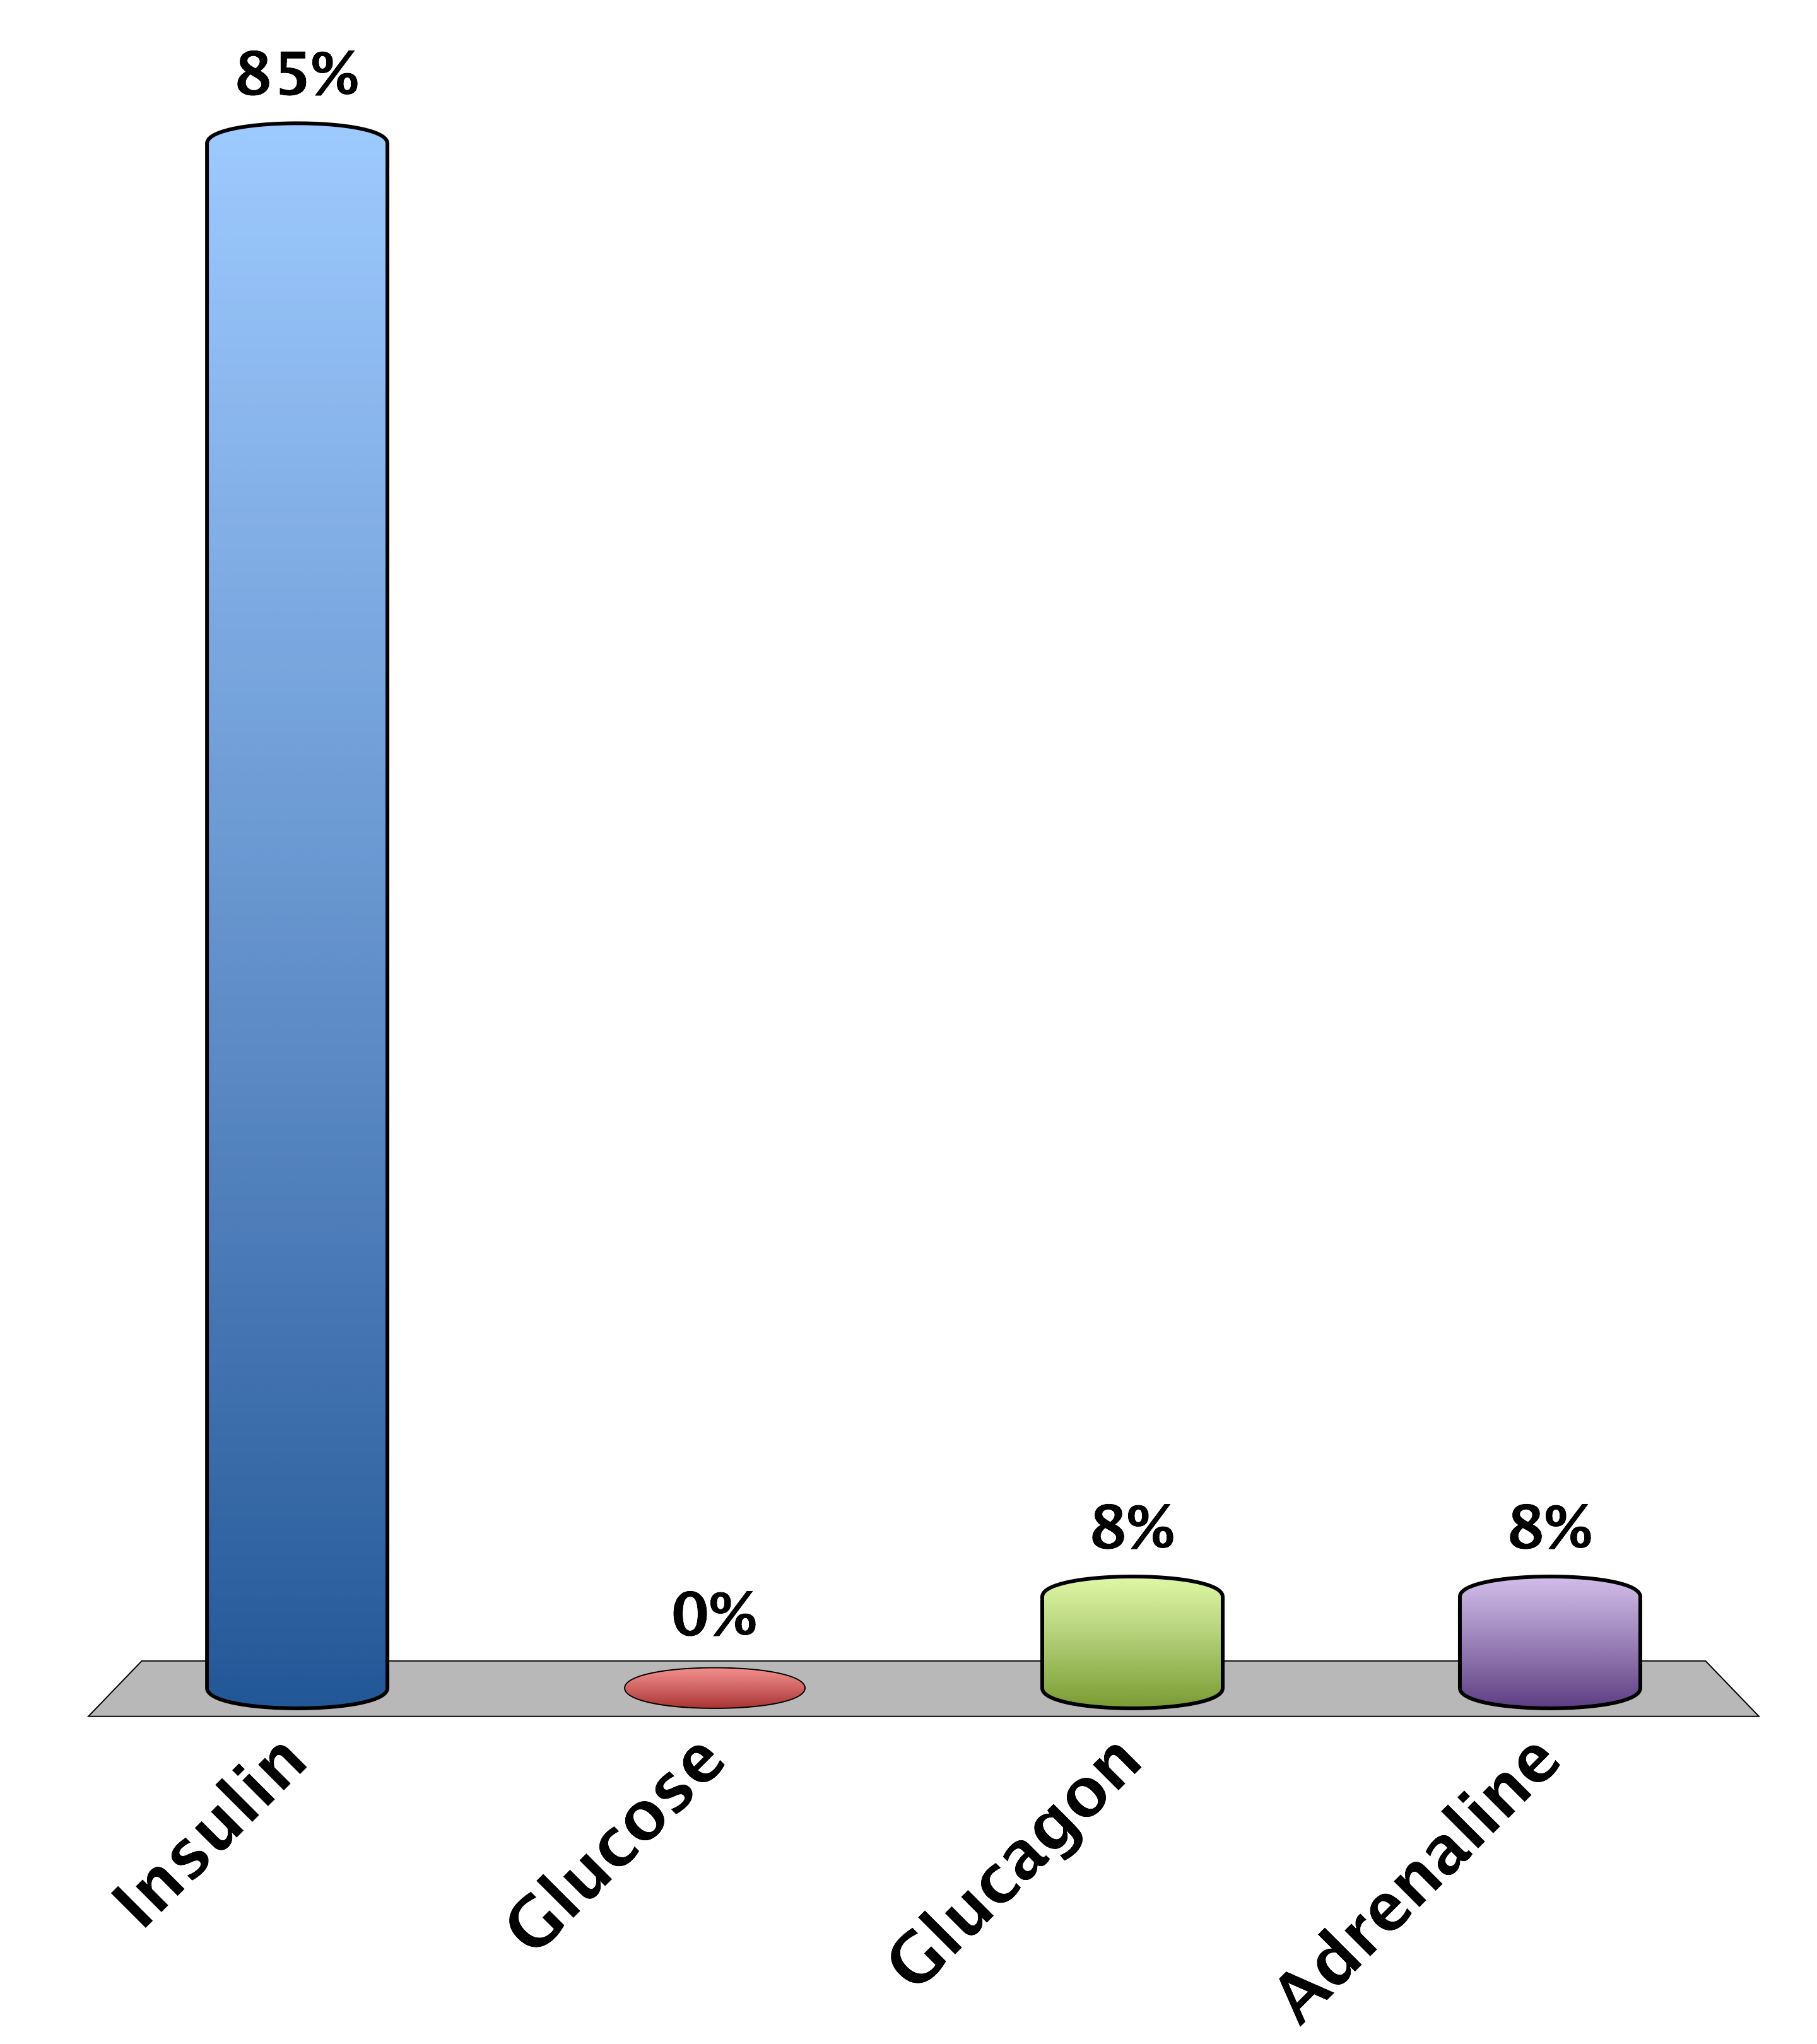 85%
0%
8%
8%
Insulin
Glucose
Glucagon
Adrenaline